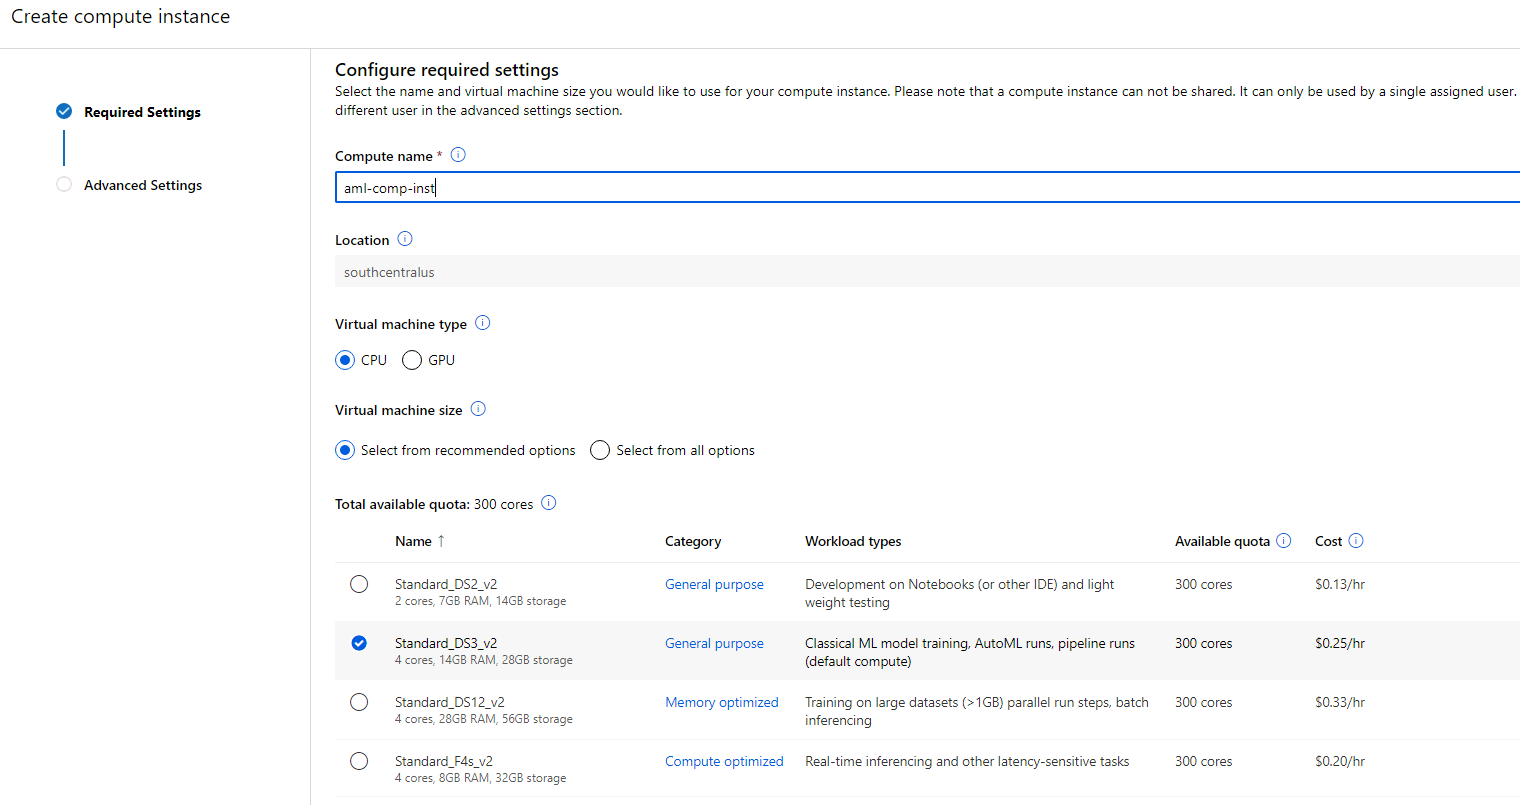 Create compute instance
Required Settings
Advanced Settings
Configure required settings
Select the name and virtual machine size you would like to use for your compute instance. Please note that a compute instance can not be shared. It can only be used by a single assigned user.
different user in the advanced settings section.
Compute name *
aml-comp-inst
Location
southcentralus
Virtual machine type
CPU GPU
Virtual machine size
Select from recommended options Select from all options
Total available quota: 300 cores
Name ↑ Category Workload types Available quota Cost
Standard_DS2_v2 General purpose Development on Notebooks (or other IDE) and light 300 cores $0.13/hr
2 cores, 7GB RAM, 14GB storage weight testing
Standard_DS3_v2 General purpose Classical ML model training, AutoML runs, pipeline runs 300 cores $0.25/hr
4 cores, 14GB RAM, 28GB storage (default compute)
Standard_DS12_v2 Memory optimized Training on large datasets (>1GB) parallel run steps, batch 300 cores $0.33/hr
4 cores, 28GB RAM, 56GB storage inferencing
Standard_F4s_v2 Compute optimized Real-time inferencing and other latency-sensitive tasks 300 cores $0.20/hr
4 cores, 8GB RAM, 32GB storage